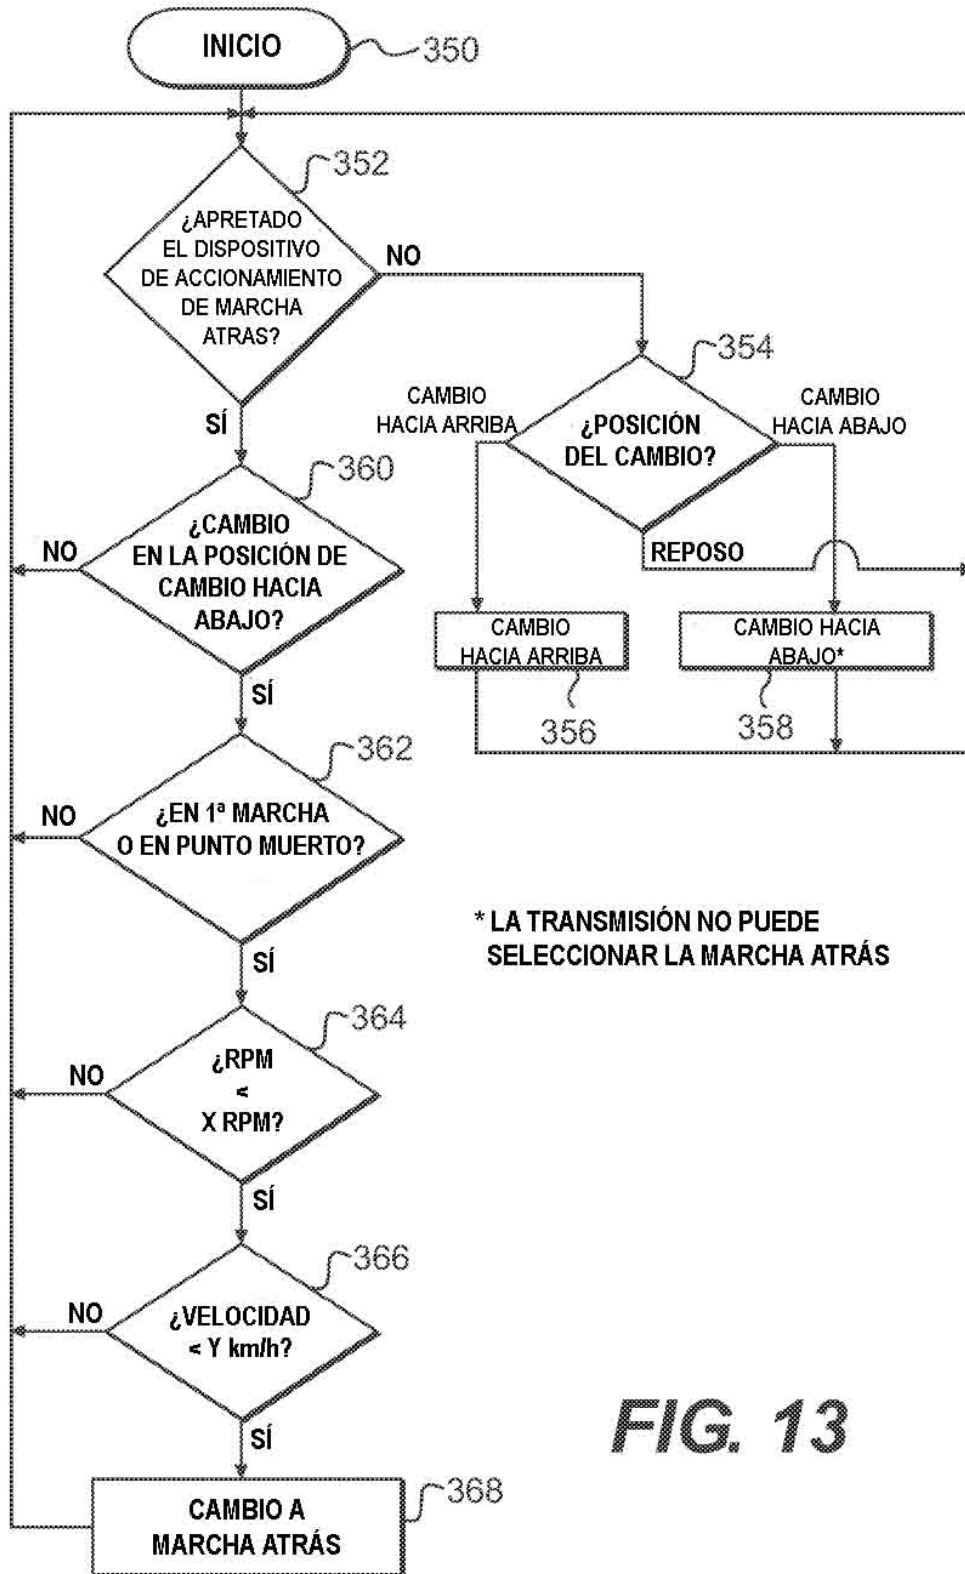 INICIO
350
352
¿APRETADO
EL DISPOSITIVO
DE ACCIONAMIENTO
DE MARCHA
ATRAS?
NO
SÍ
354
CAMBIO
HACIA ARRIBA
¿POSICIÓN
DEL CAMBIO?
CAMBIO
HACIA ABAJO
REPOSO
CAMBIO
HACIA ARRIBA
356
CAMBIO HACIA
ABAJO*
358
360
¿CAMBIO
EN LA POSICIÓN DE
CAMBIO HACIA
ABAJO?
NO
SÍ
362
¿EN 1ª MARCHA
O EN PUNTO MUERTO?
NO
SÍ
* LA TRANSMISIÓN NO PUEDE
SELECCIONAR LA MARCHA ATRÁS
364
¿RPM
<
X RPM?
NO
SÍ
366
¿VELOCIDAD
< Y km/h?
NO
SÍ
368
CAMBIO A
MARCHA ATRÁS
FIG. 13